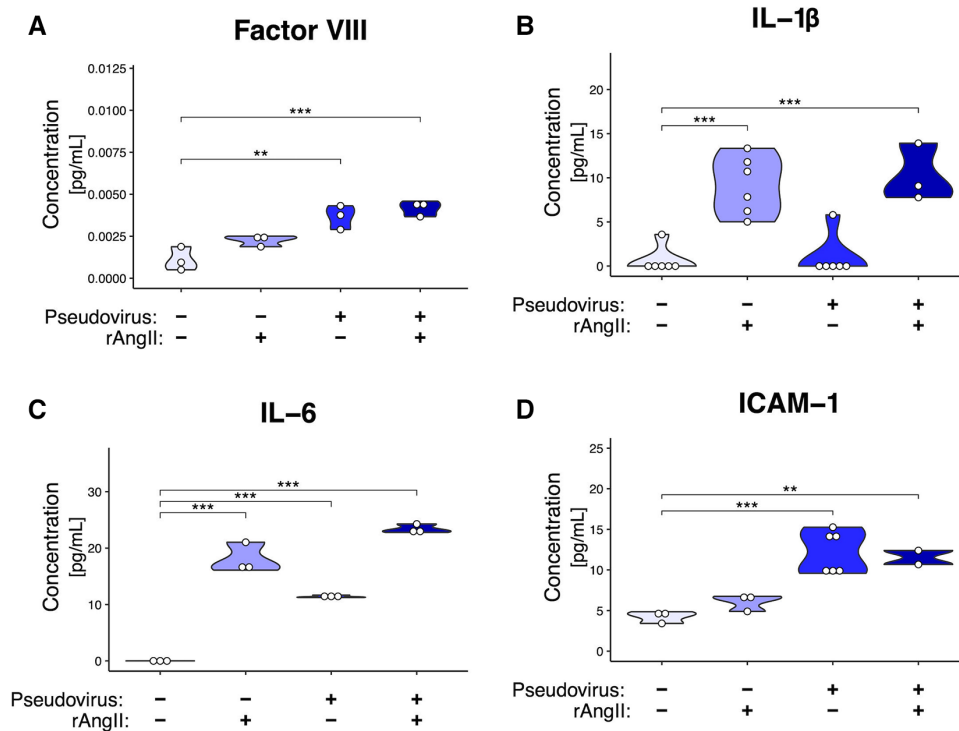 A
Factor VIII
Concentration
[pg/mL]
0.0125
0.0100
0.0075
0.0050
0.0025
0.0000
***
**
Pseudovirus: − − + +
rAngII: − + − +
B
IL−1β
Concentration
[pg/mL]
20
15
10
5
0
***
***
Pseudovirus: − − + +
rAngII: − + − +
C
IL−6
Concentration
[pg/mL]
30
20
10
0
***
***
***
Pseudovirus: − − + +
rAngII: − + − +
D
ICAM−1
Concentration
[pg/mL]
25
20
15
10
5
0
**
***
Pseudovirus: − − + +
rAngII: − + − +